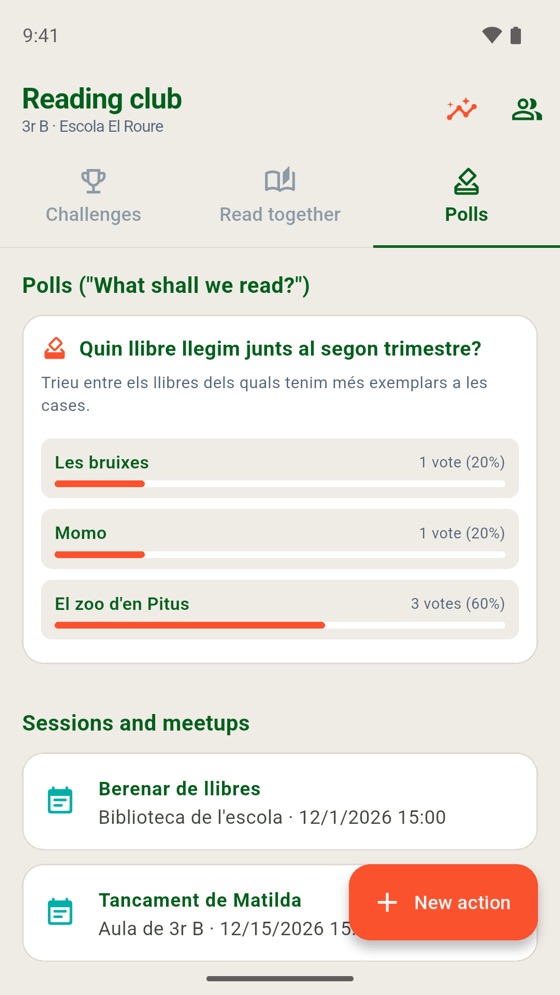 9:41
Reading club
3r B · Escola El Roure
Challenges
Read together
Polls
Polls ("What shall we read?")
Quin llibre llegim junts al segon trimestre?
Trieu entre els llibres dels quals tenim més exemplars a les
cases.
Les bruixes
1 vote (20%)
Momo
1 vote (20%)
El zoo d'en Pitus
3 votes (60%)
Sessions and meetups
Berenar de llibres
Biblioteca de l'escola · 12/1/2026 15:00
Tancament de Matilda
Aula de 3r B · 12/15/2026
New action